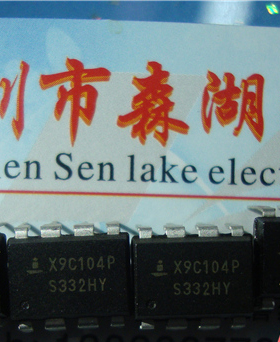 圳市森湖
en Sen lake elec
X9C104P
S332HY
X9C104P
S332HY